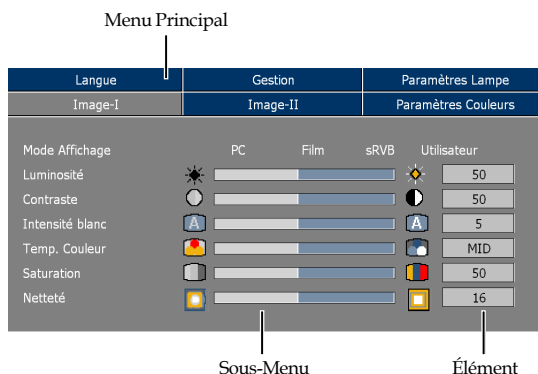 Menu Principal
Langue Gestion Paramètres Lampe
Image-I Image-II Paramètres Couleurs
Mode Affichage PC Film sRVB Utilisateur
Luminosité 50
Contraste 50
Intensité blanc A A 5
Temp. Couleur MID
Saturation 50
Netteté 16
Sous-Menu Élément